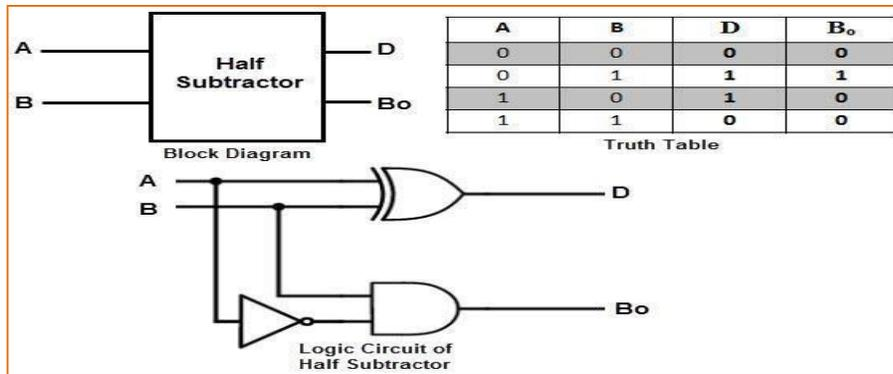 A
B
Half
Subtractor
D
Bo
Block Diagram
A B D Bₒ
0 0 0 0
0 1 1 1
1 0 1 0
1 1 0 0
Truth Table
A
B
D
Bo
Logic Circuit of
Half Subtractor